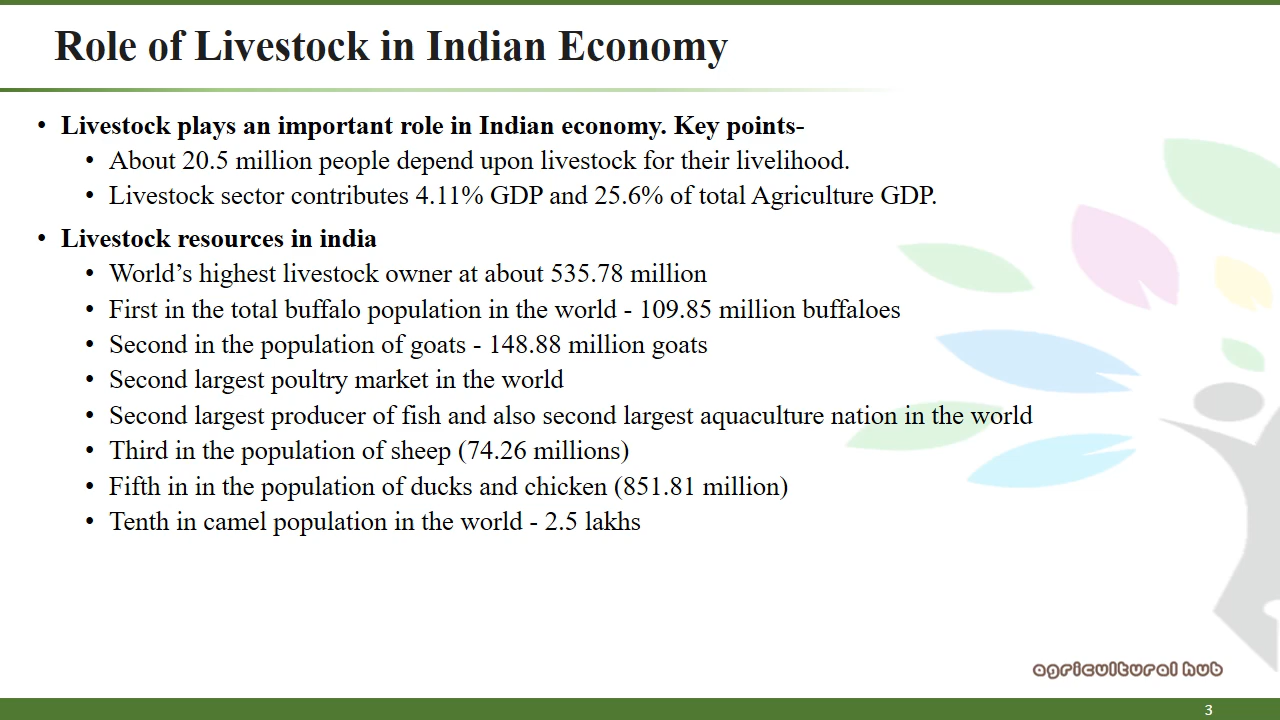 Role of Livestock in Indian Economy
• Livestock plays an important role in Indian economy. Key points-
• About 20.5 million people depend upon livestock for their livelihood.
• Livestock sector contributes 4.11% GDP and 25.6% of total Agriculture GDP.
• Livestock resources in india
• World’s highest livestock owner at about 535.78 million
• First in the total buffalo population in the world - 109.85 million buffaloes
• Second in the population of goats - 148.88 million goats
• Second largest poultry market in the world
• Second largest producer of fish and also second largest aquaculture nation in the world
• Third in the population of sheep (74.26 millions)
• Fifth in in the population of ducks and chicken (851.81 million)
• Tenth in camel population in the world - 2.5 lakhs
agricultural hub
3